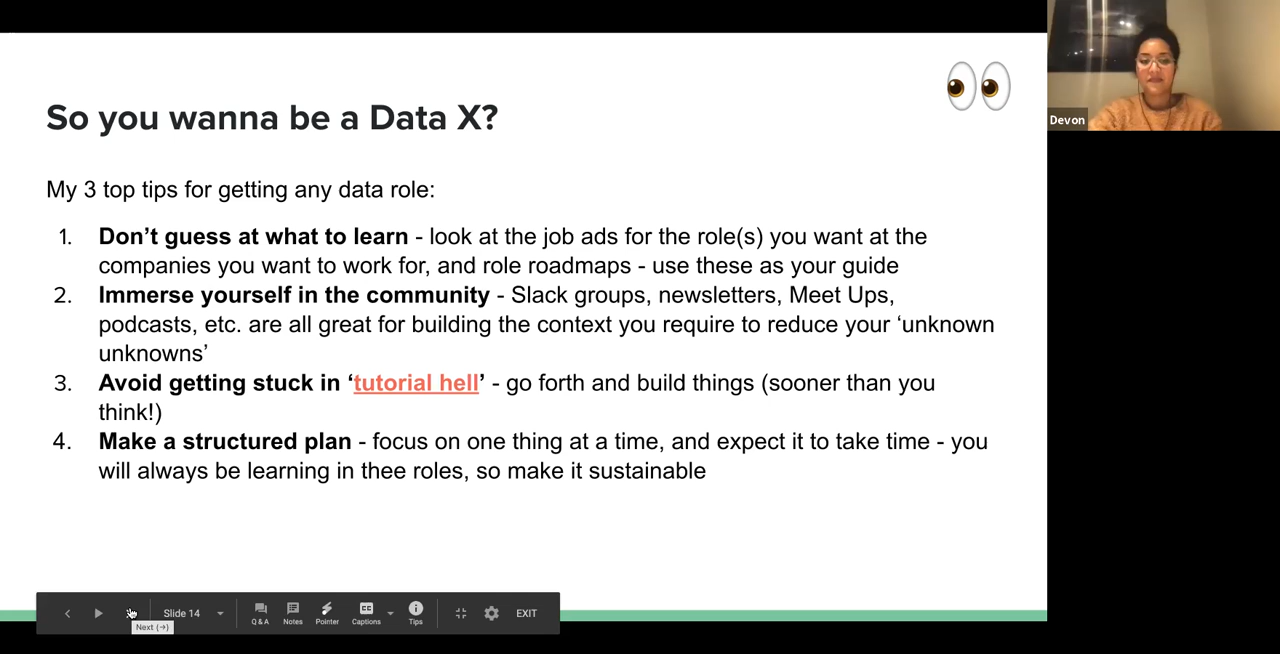 So you wanna be a Data X?
My 3 top tips for getting any data role:
1. Don’t guess at what to learn - look at the job ads for the role(s) you want at the
companies you want to work for, and role roadmaps - use these as your guide
2. Immerse yourself in the community - Slack groups, newsletters, Meet Ups,
podcasts, etc. are all great for building the context you require to reduce your ‘unknown
unknowns’
3. Avoid getting stuck in ‘tutorial hell’ - go forth and build things (sooner than you
think!)
4. Make a structured plan - focus on one thing at a time, and expect it to take time - you
will always be learning in thee roles, so make it sustainable
Devon
Slide 14
Q & A
Notes
Pointer
CC
Captions
Tips
EXIT
Next (→)